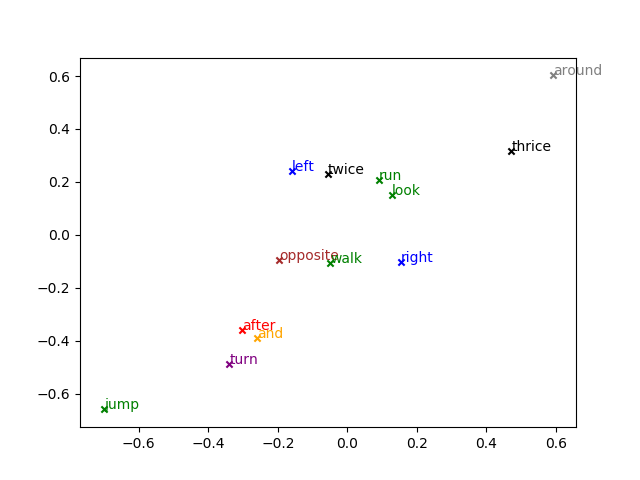 around
0.6
0.4
thrice
left
twice
run
0.2
look
0.0
opposite
walk
right
−0.2
after
and
−0.4
turn
−0.6
jump
−0.6
−0.4
−0.2
0.0
0.2
0.4
0.6